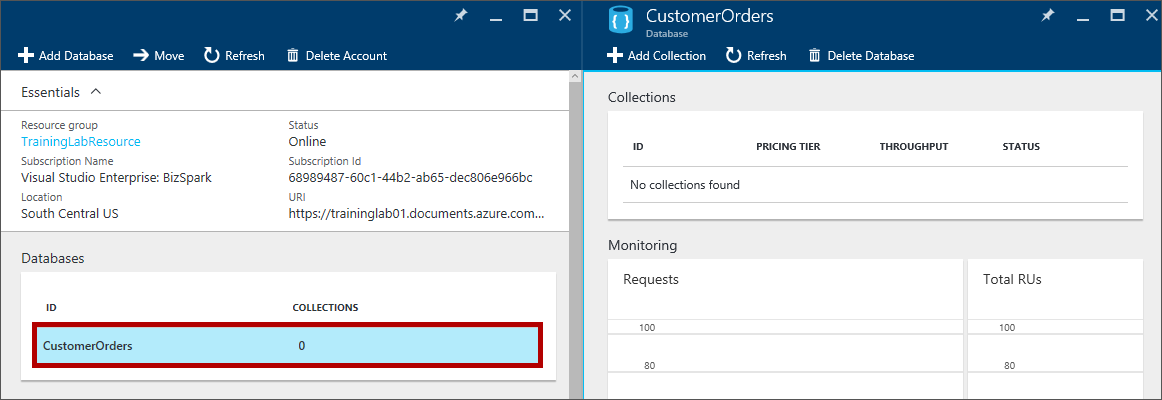 Add Database Move Refresh Delete Account
Essentials
Resource group Status
TrainingLabResource Online
Subscription Name Subscription Id
Visual Studio Enterprise: BizSpark 68989487-60c1-44b2-ab65-dec806e966bc
Location URI
South Central US https://traininglab01.documents.azure.com...
Databases
ID COLLECTIONS
CustomerOrders 0
CustomerOrders
Database
Add Collection Refresh Delete Database
Collections
ID PRICING TIER THROUGHPUT STATUS
No collections found
Monitoring
Requests Total RUs
100 100
80 80